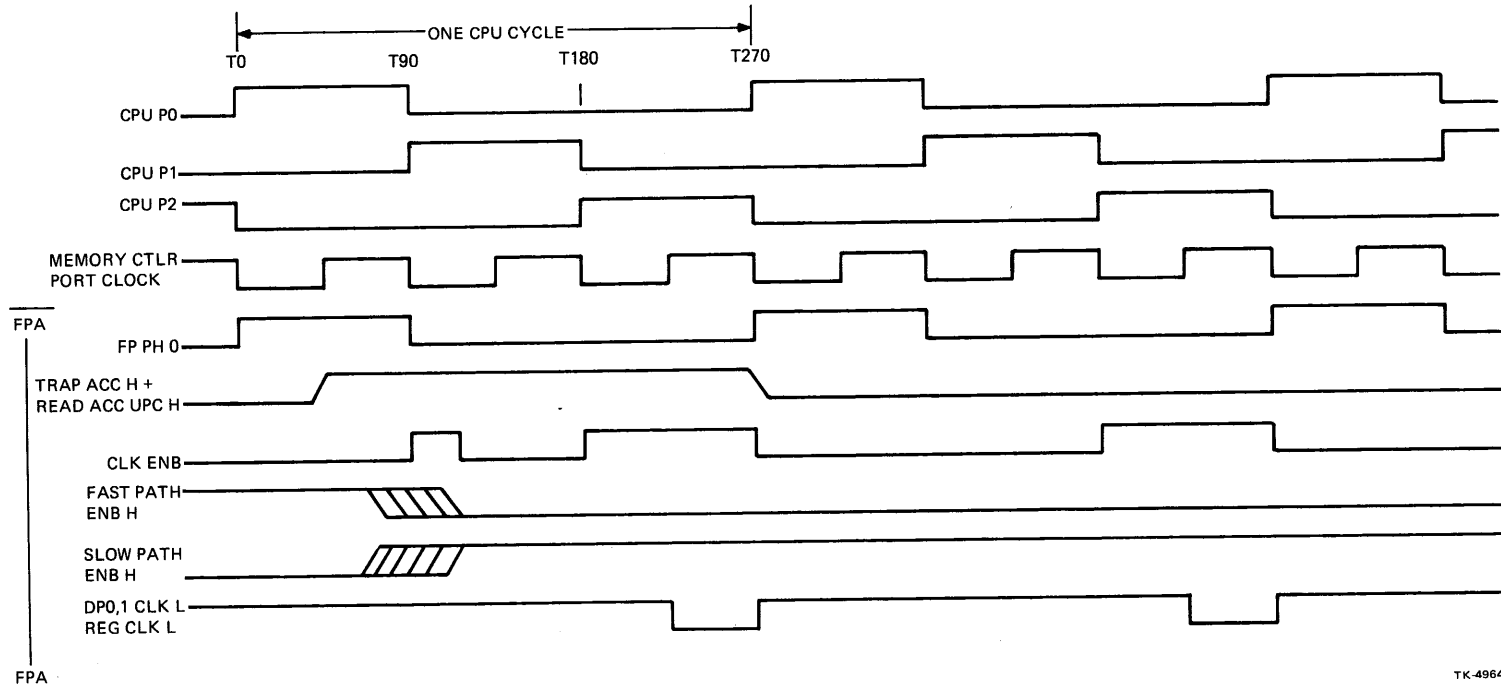 ONE CPU CYCLE
T0 T90 T180 T270
CPU P0
CPU P1
CPU P2
MEMORY CTLR
PORT CLOCK
FPA
FP PH 0
TRAP ACC H +
READ ACC UPC H
CLK ENB
FAST PATH
ENB H
SLOW PATH
ENB H
DP0,1 CLK L
REG CLK L
FPA
TK-4964